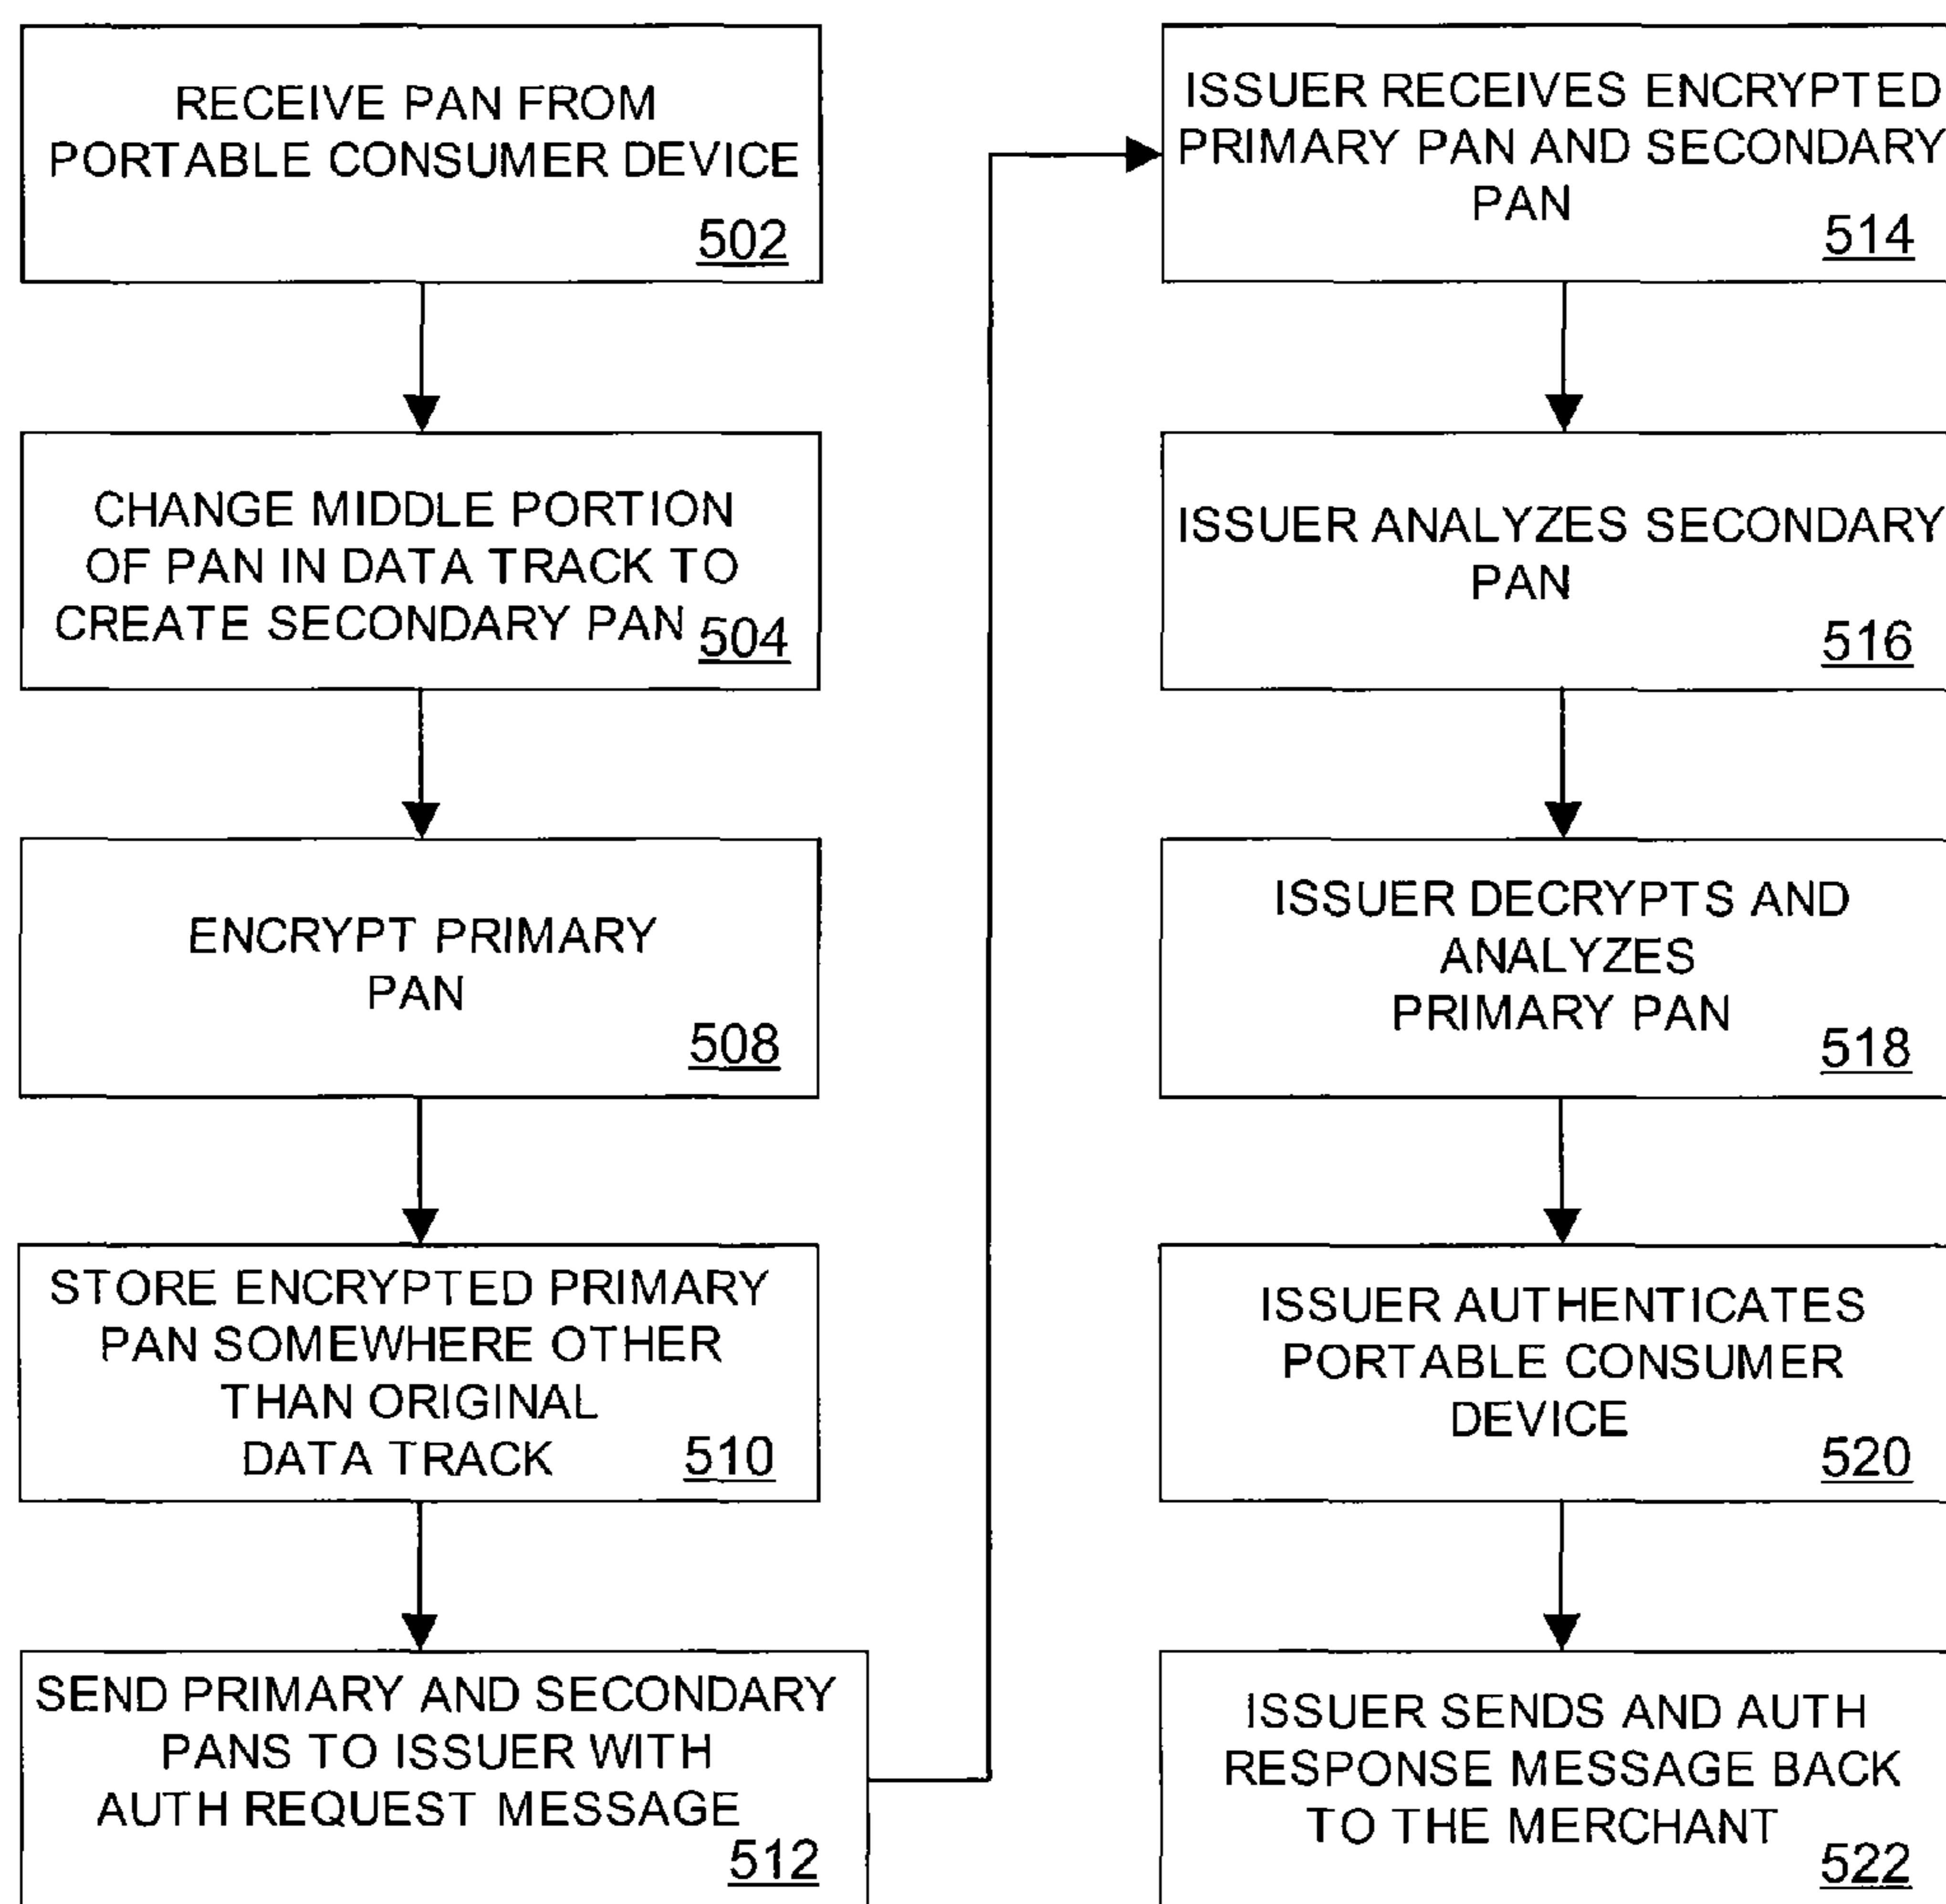 RECEIVE PAN FROM
PORTABLE CONSUMER DEVICE
502
CHANGE MIDDLE PORTION
OF PAN IN DATA TRACK TO
CREATE SECONDARY PAN 504
ENCRYPT PRIMARY
PAN
508
STORE ENCRYPTED PRIMARY
PAN SOMEWHERE OTHER
THAN ORIGINAL
DATA TRACK 510
SEND PRIMARY AND SECONDARY
PANS TO ISSUER WITH
AUTH REQUEST MESSAGE
512
ISSUER RECEIVES ENCRYPTED
PRIMARY PAN AND SECONDARY
PAN
514
ISSUER ANALYZES SECONDARY
PAN
516
ISSUER DECRYPTS AND
ANALYZES
PRIMARY PAN
518
ISSUER AUTHENTICATES
PORTABLE CONSUMER
DEVICE
520
ISSUER SENDS AND AUTH
RESPONSE MESSAGE BACK
TO THE MERCHANT
522